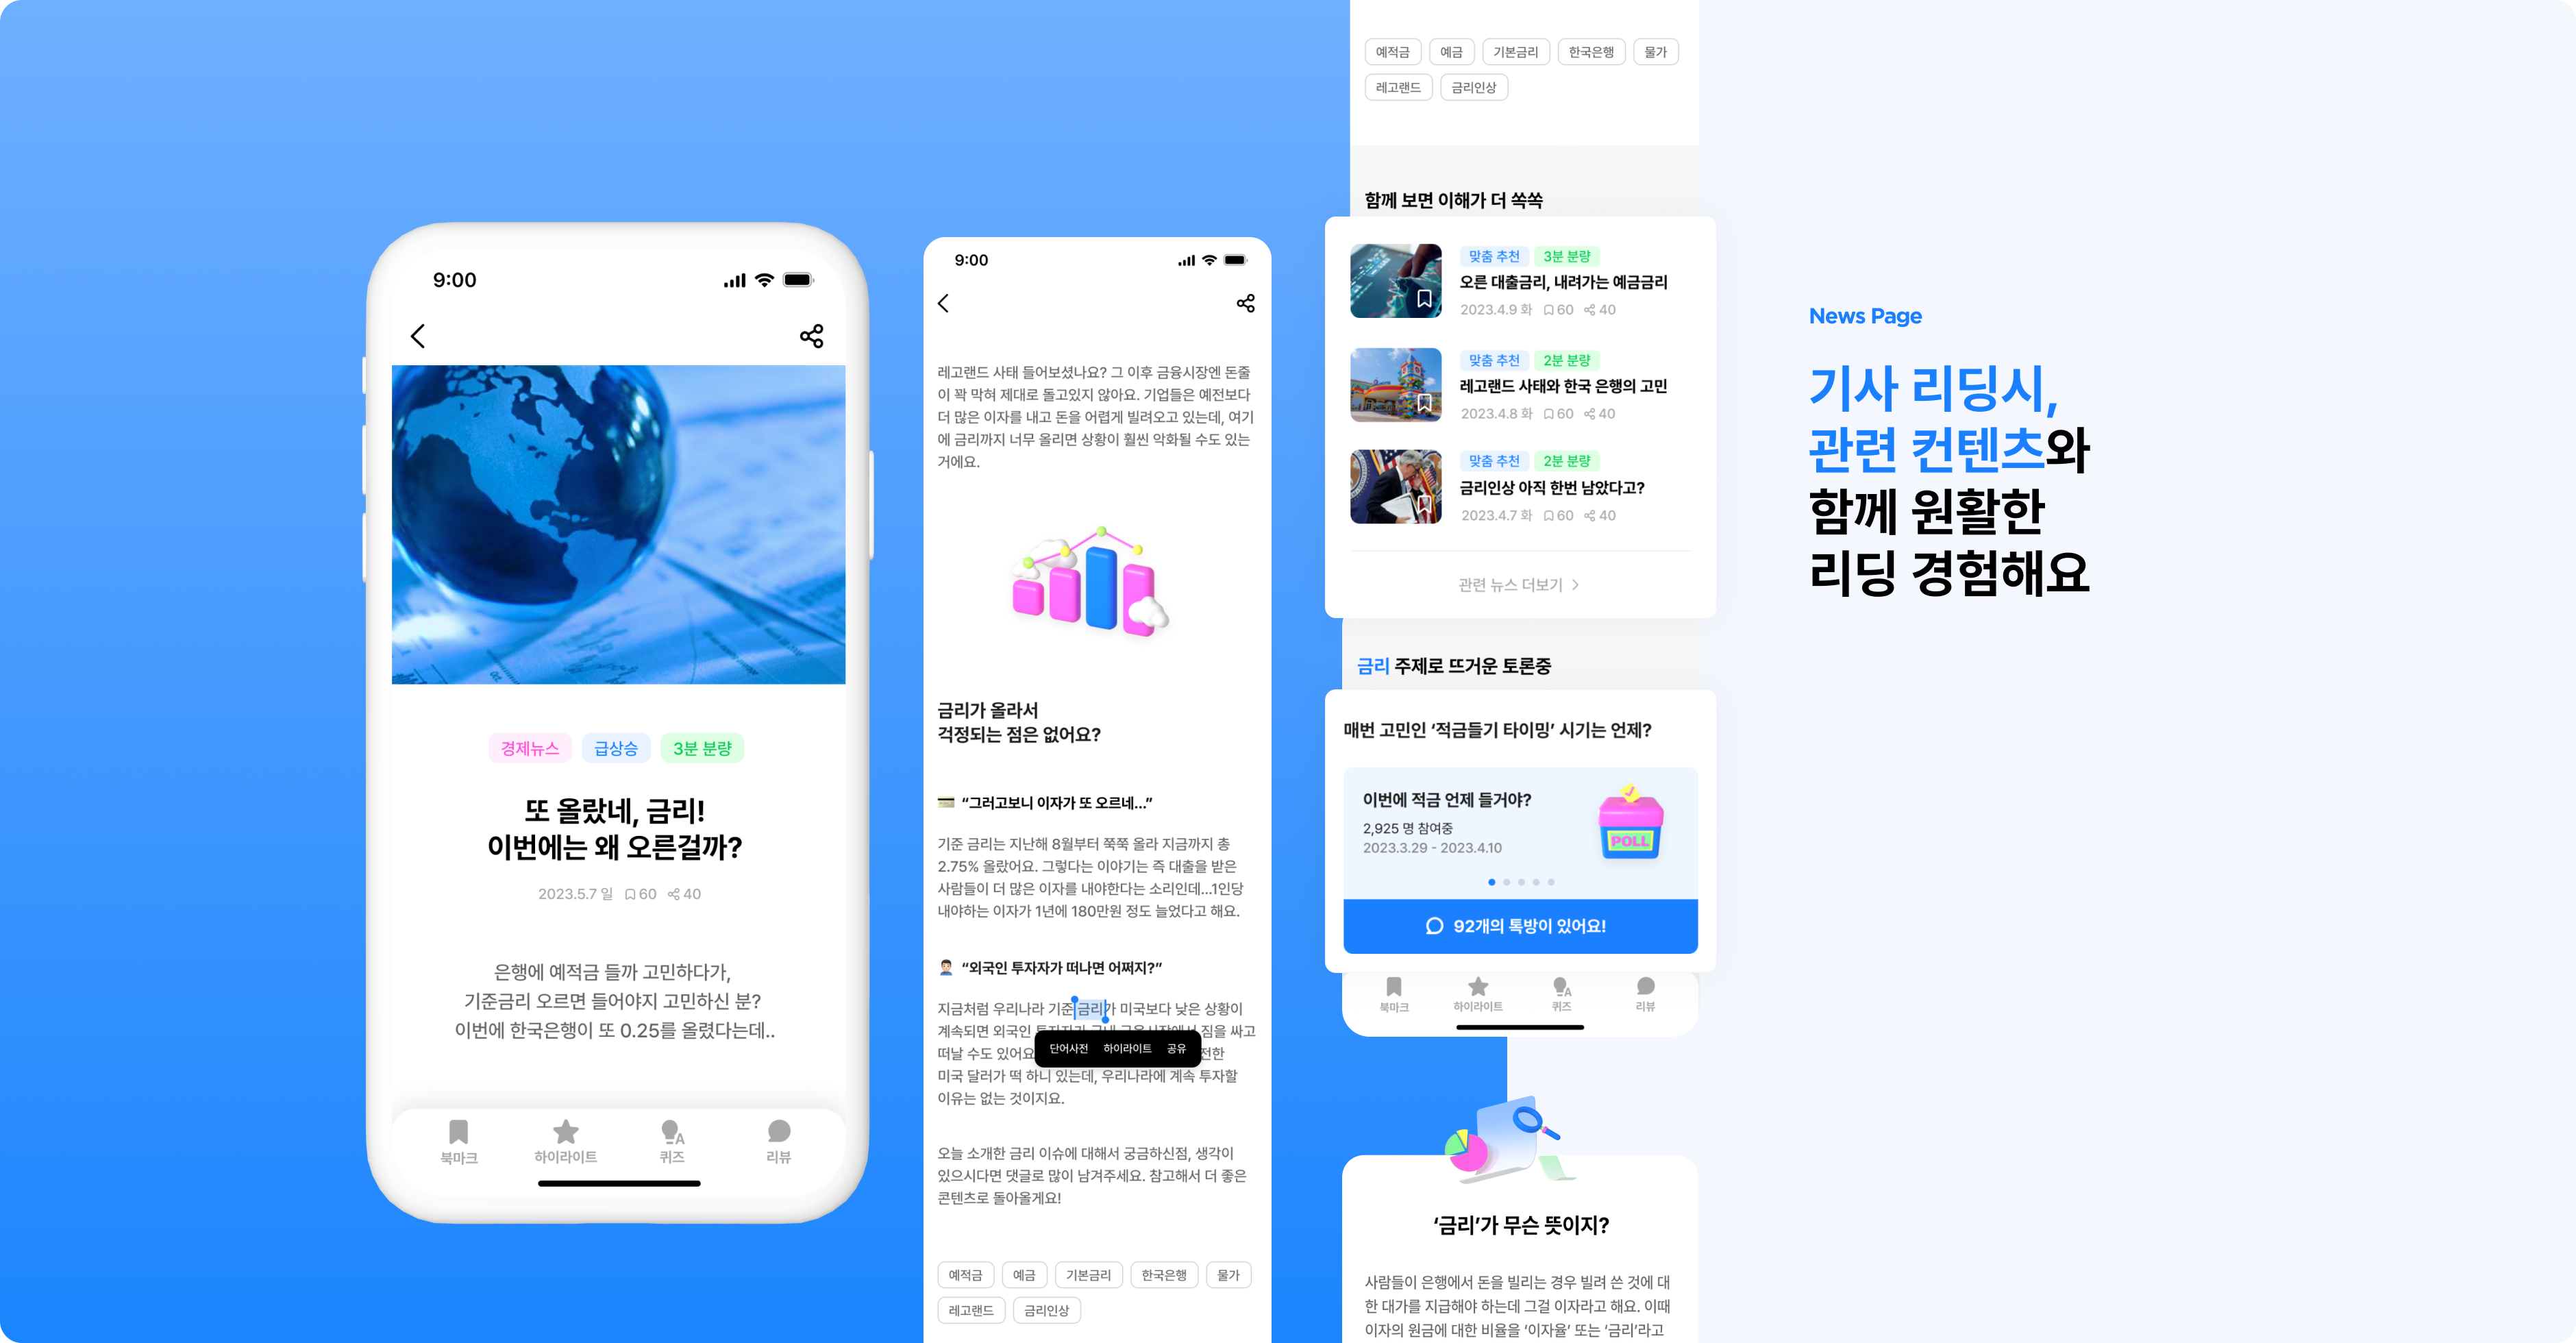 9:00
경제뉴스 급상승 3분 분량
또 올랐네, 금리!
이번에는 왜 오른걸까?
2023.5.7 일 60 40
은행에 예적금 들까 고민하다가,
기준금리 오르면 들어야지 고민하신 분?
이번에 한국은행이 또 0.25를 올렸다는데..
북마크 하이라이트 퀴즈 리뷰
9:00
레고랜드 사태 들어보셨나요? 그 이후 금융시장엔 돈줄
이 꽉 막혀 제대로 돌고있지 않아요. 기업들은 예전보다
더 많은 이자를 내고 돈을 어렵게 빌려오고 있는데, 여기
에 금리까지 너무 올리면 상황이 훨씬 악화될 수도 있는
거에요.
금리가 올라서
걱정되는 점은 없어요?
“그러고보니 이자가 또 오르네...”
기준 금리는 지난해 8월부터 쭉쭉 올라 지금까지 총
2.75% 올랐어요. 그렇다는 이야기는 즉 대출을 받은
사람들이 더 많은 이자를 내야한다는 소리인데...1인당
내야하는 이자가 1년에 180만원 정도 늘었다고 해요.
“외국인 투자자가 떠나면 어쩌지?”
지금처럼 우리나라 기준 금리가 미국보다 낮은 상황이
계속되면 외국인 투자자가 국내 금융시장에서 짐을 싸고
떠날 수도 있어요 전한
단어사전 하이라이트 공유
미국 달러가 떡 하니 있는데, 우리나라에 계속 투자할
이유는 없는 것이지요.
오늘 소개한 금리 이슈에 대해서 궁금하신점, 생각이
있으시다면 댓글로 많이 남겨주세요. 참고해서 더 좋은
콘텐츠로 돌아올게요!
예적금 예금 기본금리 한국은행 물가
레고랜드 금리인상
예적금 예금 기본금리 한국은행 물가
레고랜드 금리인상
함께 보면 이해가 더 쏙쏙
맞춤 추천 3분 분량
오른 대출금리, 내려가는 예금금리
2023.4.9 화 60 40
맞춤 추천 2분 분량
레고랜드 사태와 한국 은행의 고민
2023.4.8 화 60 40
맞춤 추천 2분 분량
금리인상 아직 한번 남았다고?
2023.4.7 화 60 40
관련 뉴스 더보기
금리 주제로 뜨거운 토론중
매번 고민인 ‘적금들기 타이밍’ 시기는 언제?
이번에 적금 언제 들거야?
2,925 명 참여중
2023.3.29 - 2023.4.10
POLL
92개의 톡방이 있어요!
북마크 하이라이트 퀴즈 리뷰
‘금리’가 무슨 뜻이지?
사람들이 은행에서 돈을 빌리는 경우 빌려 쓴 것에 대
한 대가를 지급해야 하는데 그걸 이자라고 해요. 이때
이자의 원금에 대한 비율을 ‘이자율’ 또는 ‘금리’라고
News Page
기사 리딩시,
관련 컨텐츠와
함께 원활한
리딩 경험해요